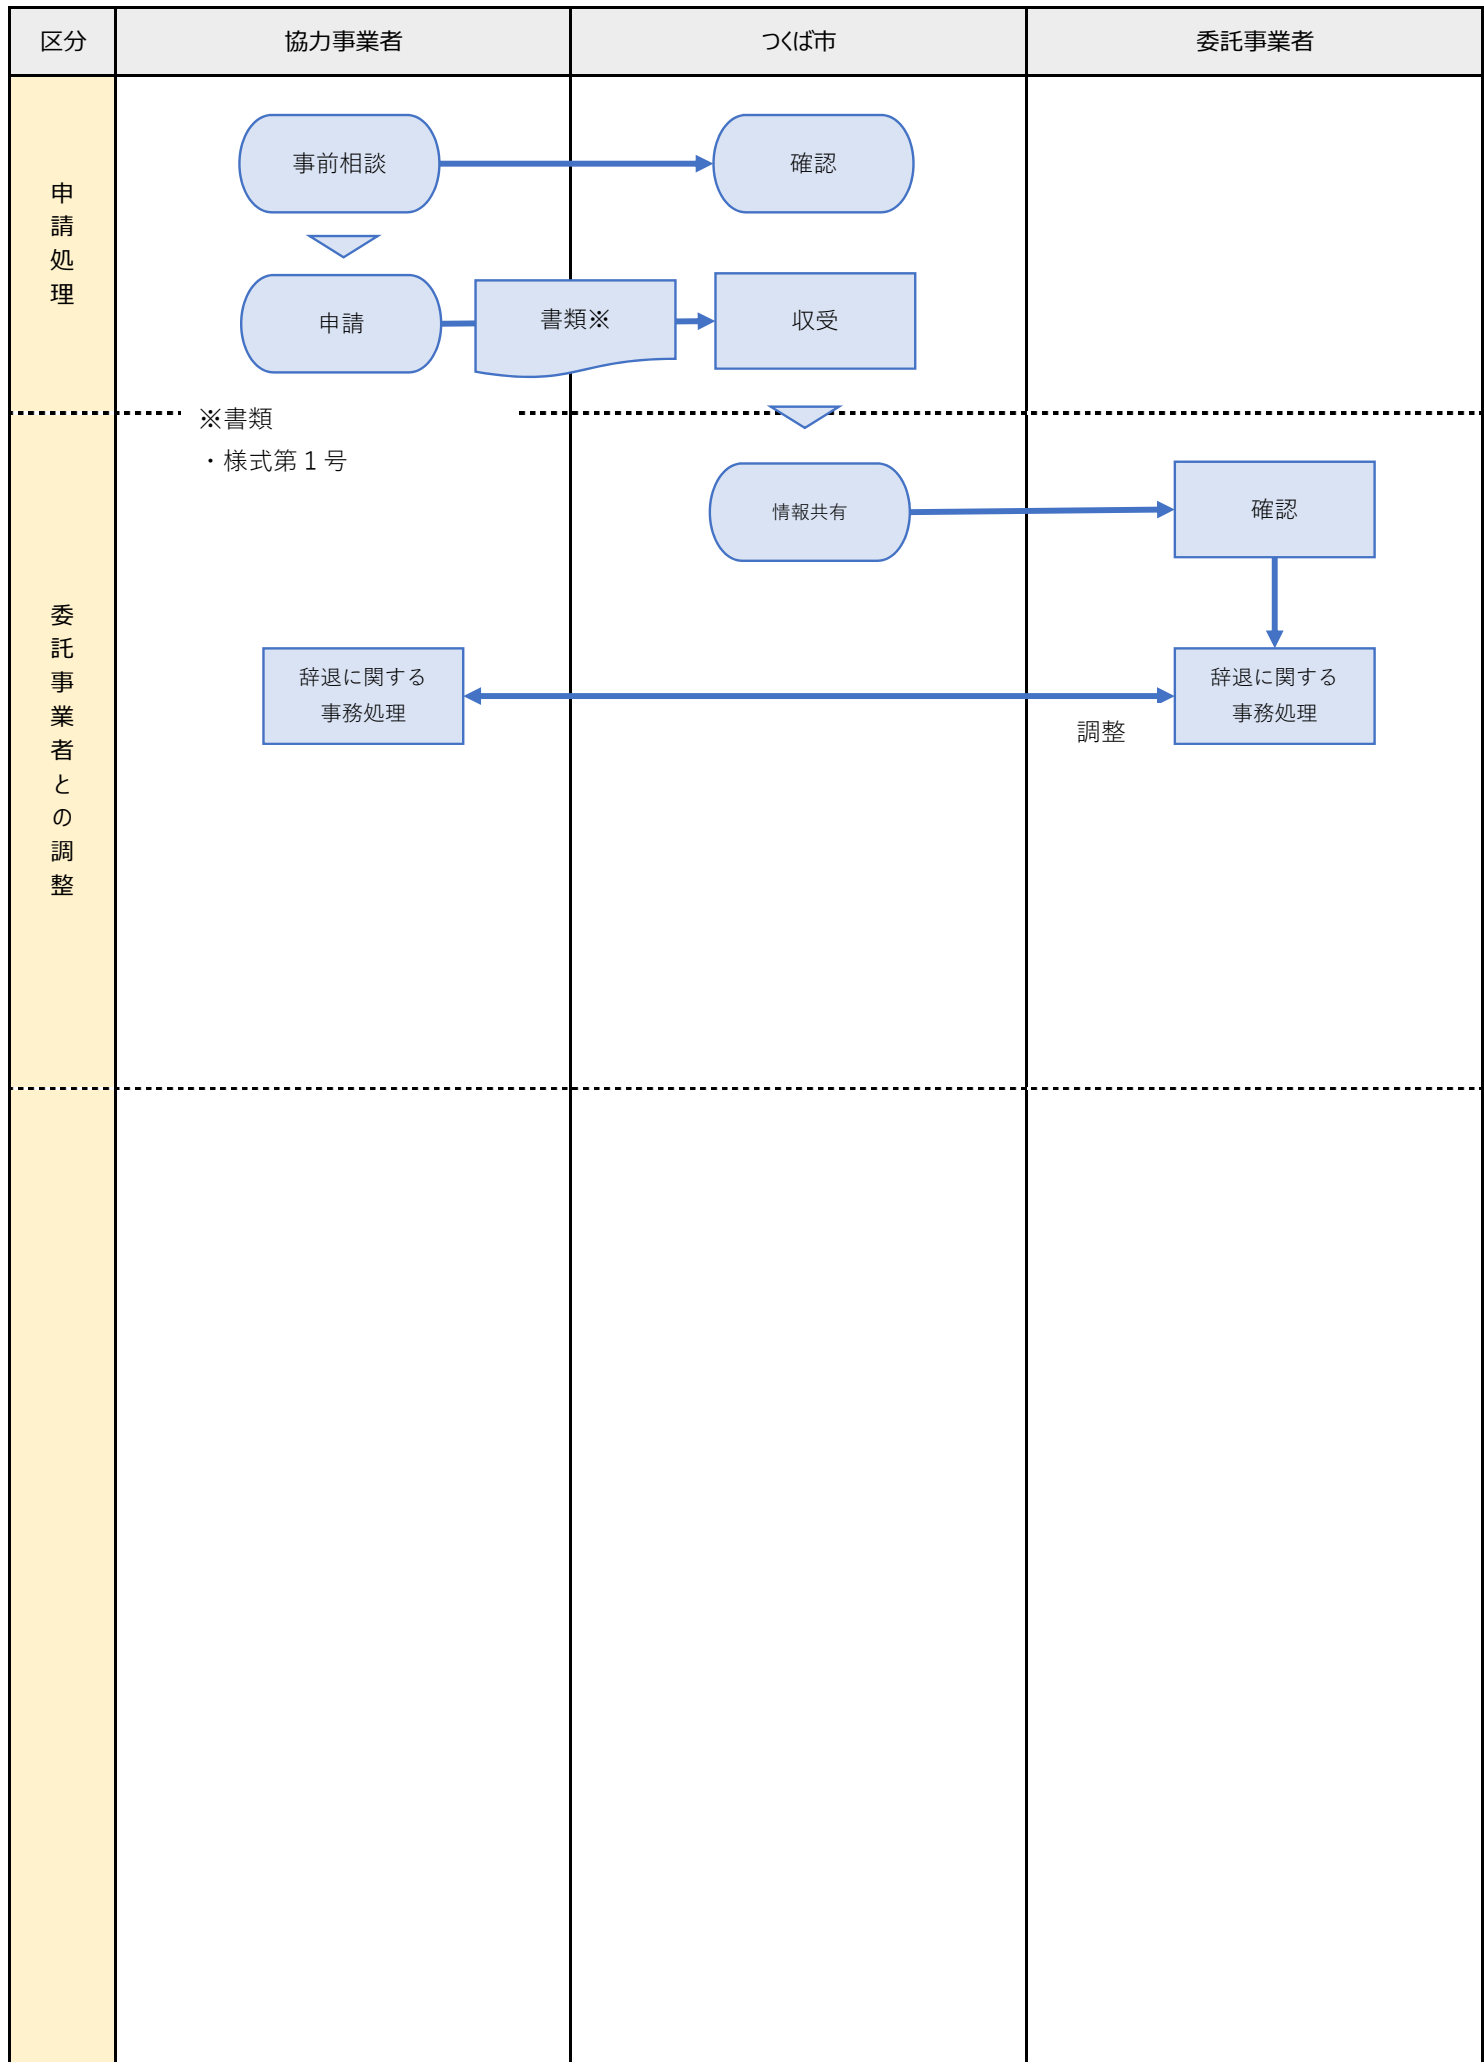 区分
協力事業者
つくば市
委託事業者
申請処理
事前相談
確認
申請
書類※
収受
※書類
・様式第1号
委託事業者との調整
情報共有
確認
辞退に関する
事務処理
調整
辞退に関する
事務処理